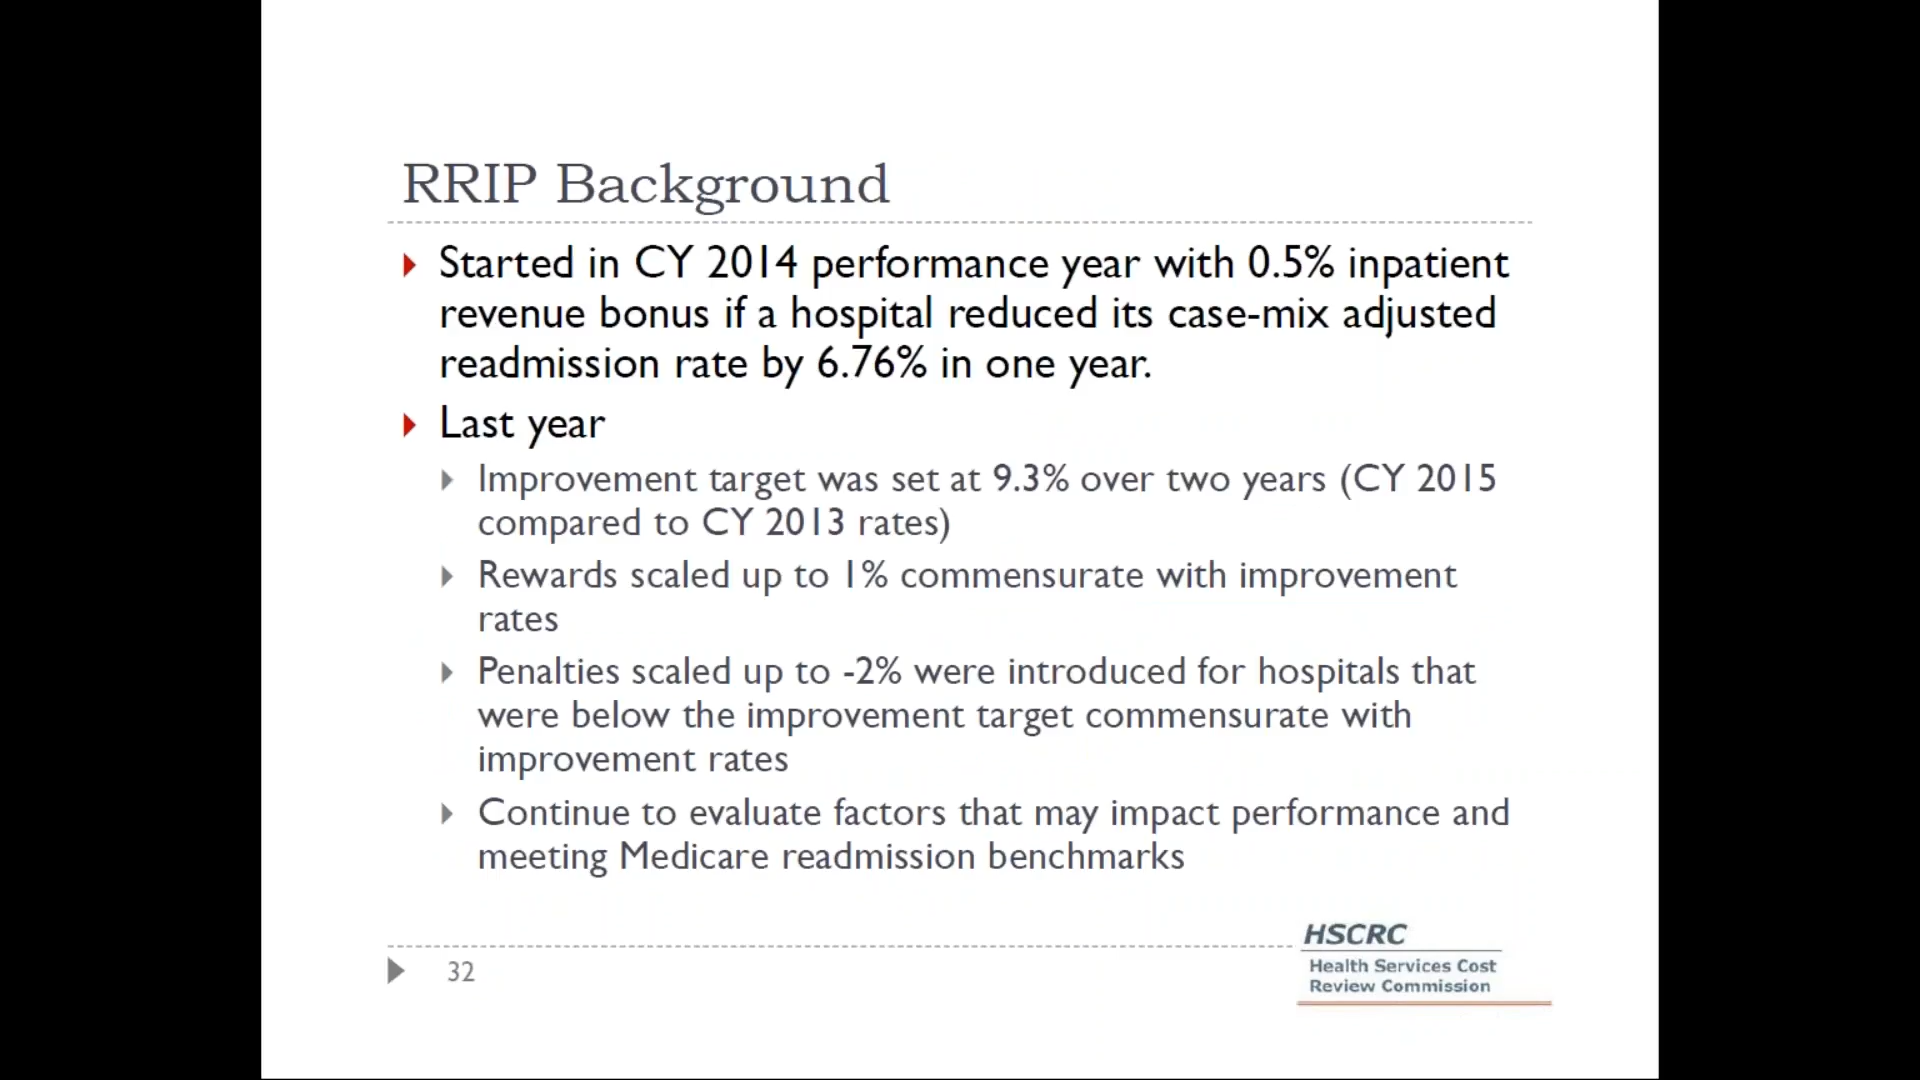 RRIP Background
Started in CY 2014 performance year with 0.5% inpatient
revenue bonus if a hospital reduced its case-mix adjusted
readmission rate by 6.76% in one year.
Last year
Improvement target was set at 9.3% over two years (CY 2015
compared to CY 2013 rates)
Rewards scaled up to 1% commensurate with improvement
rates
Penalties scaled up to -2% were introduced for hospitals that
were below the improvement target commensurate with
improvement rates
Continue to evaluate factors that may impact performance and
meeting Medicare readmission benchmarks
32
HSCRC
Health Services Cost
Review Commission